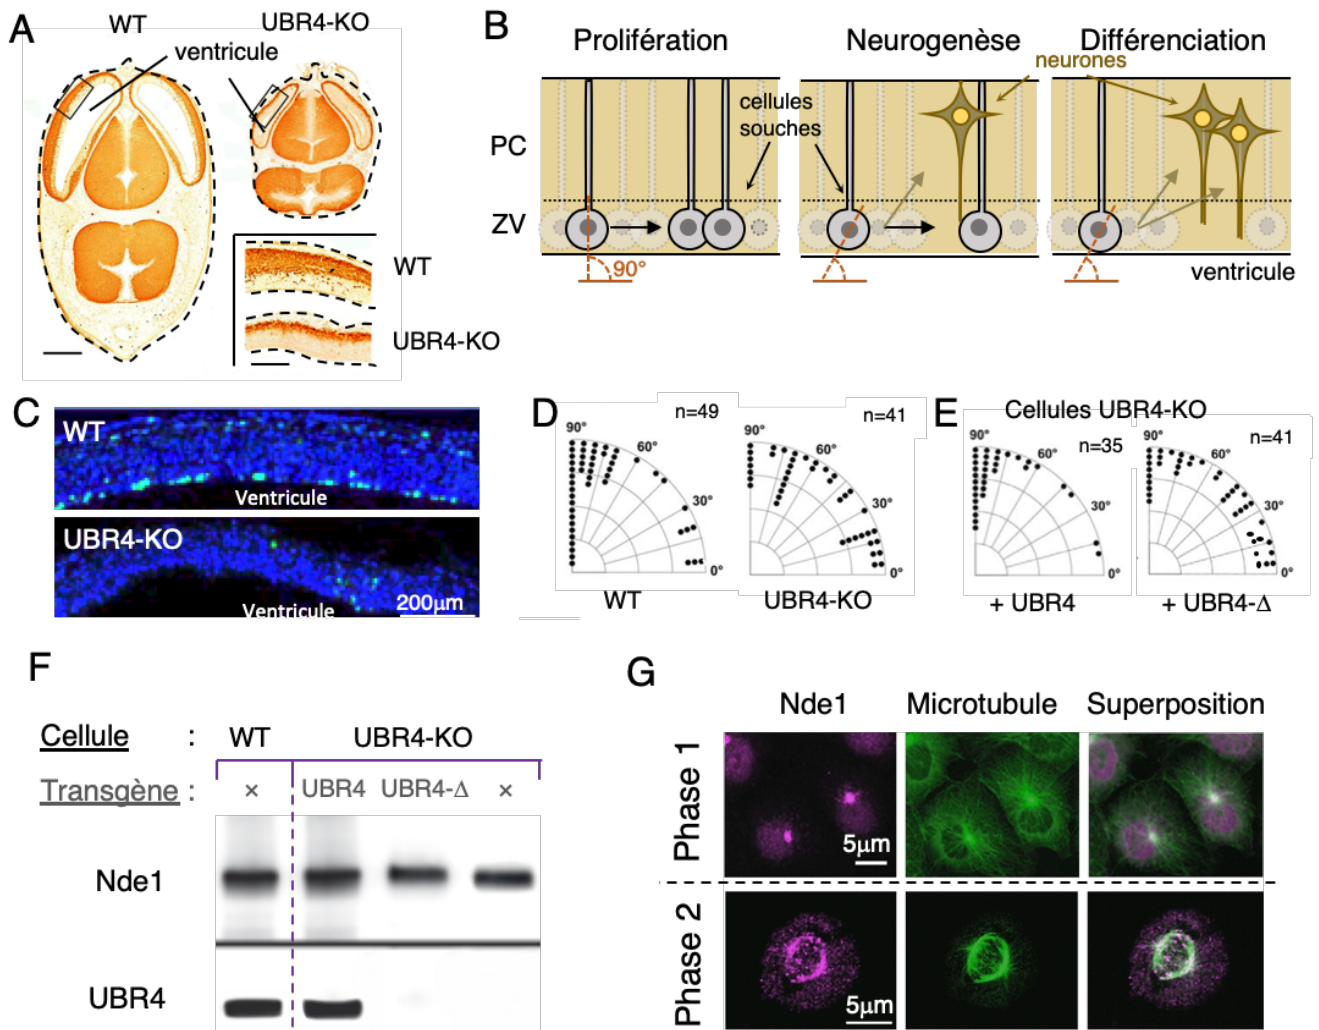 A
WT
UBR4-KO
ventricule
WT
UBR4-KO
B
Prolifération
Neurogenèse
Différenciation
neurones
cellules
souches
PC
ZV
90°
ventricule
C
WT
Ventricule
UBR4-KO
Ventricule
200µm
D
n=49
90°
60°
30°
0°
WT
n=41
90°
60°
30°
0°
UBR4-KO
E
Cellules UBR4-KO
n=35
90°
60°
30°
0°
+ UBR4
n=41
90°
60°
30°
0°
+ UBR4-Δ
F
Cellule : WT UBR4-KO
Transgène : × UBR4 UBR4-Δ ×
Nde1
UBR4
G
Nde1 Microtubule Superposition
Phase 1
5µm
Phase 2
5µm